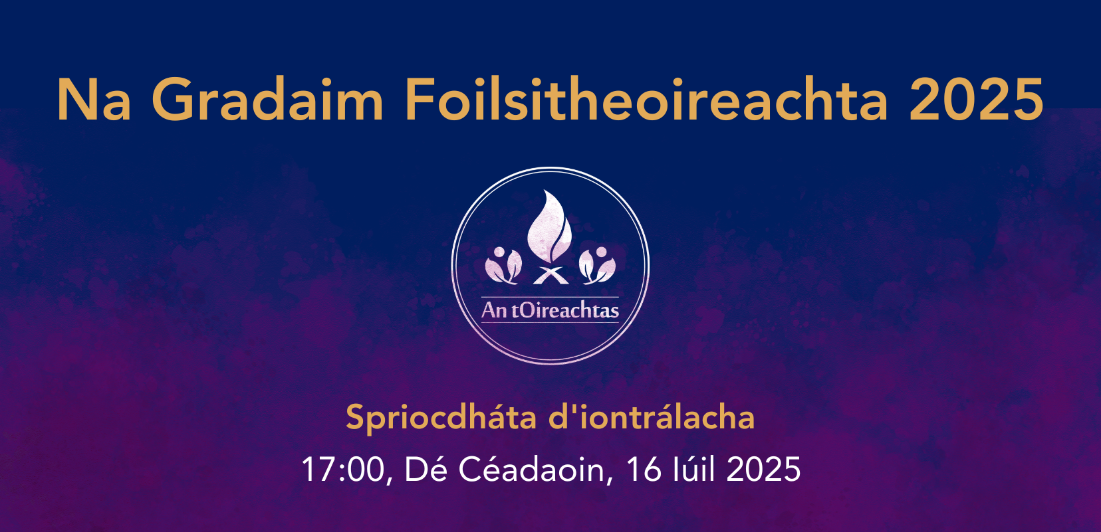 Na Gradaim Foilsitheoireachta 2025
An tOireachtas
Spriocdháta d'iontrálacha
17:00, Dé Céadaoin, 16 Iúil 2025